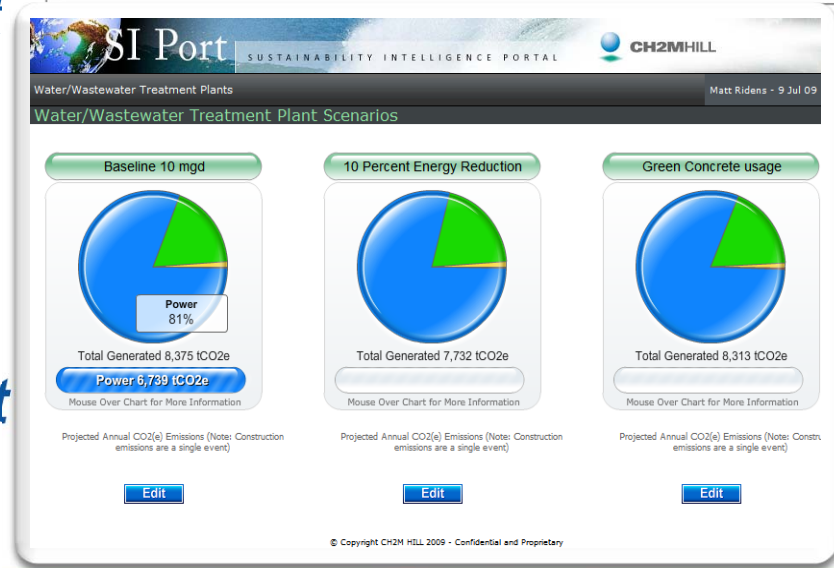 SI Port SUSTAINABILITY INTELLIGENCE PORTAL CH2MHILL
Water/Wastewater Treatment Plants Matt Ridens - 9 Jul 09
Water/Wastewater Treatment Plant Scenarios
Baseline 10 mgd
Power
81%
Total Generated 8,375 tCO2e
Power 6,739 tCO2e
Mouse Over Chart for More Information
Projected Annual CO2(e) Emissions (Note: Construction
emissions are a single event)
Edit
10 Percent Energy Reduction
Total Generated 7,732 tCO2e
Mouse Over Chart for More Information
Projected Annual CO2(e) Emissions (Note: Construction
emissions are a single event)
Edit
Green Concrete usage
Total Generated 8,313 tCO2e
Mouse Over Chart for More Information
Projected Annual CO2(e) Emissions (Note: Constru
emissions are a single event)
Edit
© Copyright CH2M HILL 2009 - Confidential and Proprietary
t